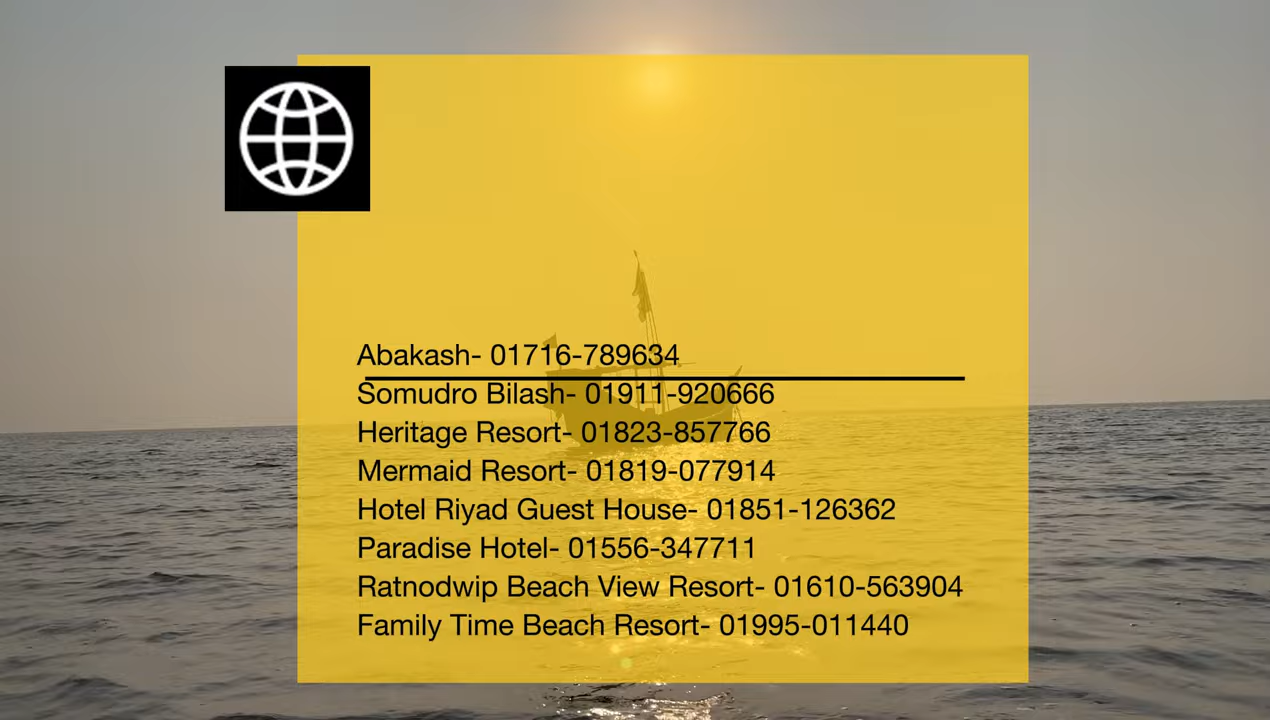 Abakash- 01716-789634
Somudro Bilash- 01911-920666
Heritage Resort- 01823-857766
Mermaid Resort- 01819-077914
Hotel Riyad Guest House- 01851-126362
Paradise Hotel- 01556-347711
Ratnodwip Beach View Resort- 01610-563904
Family Time Beach Resort- 01995-011440